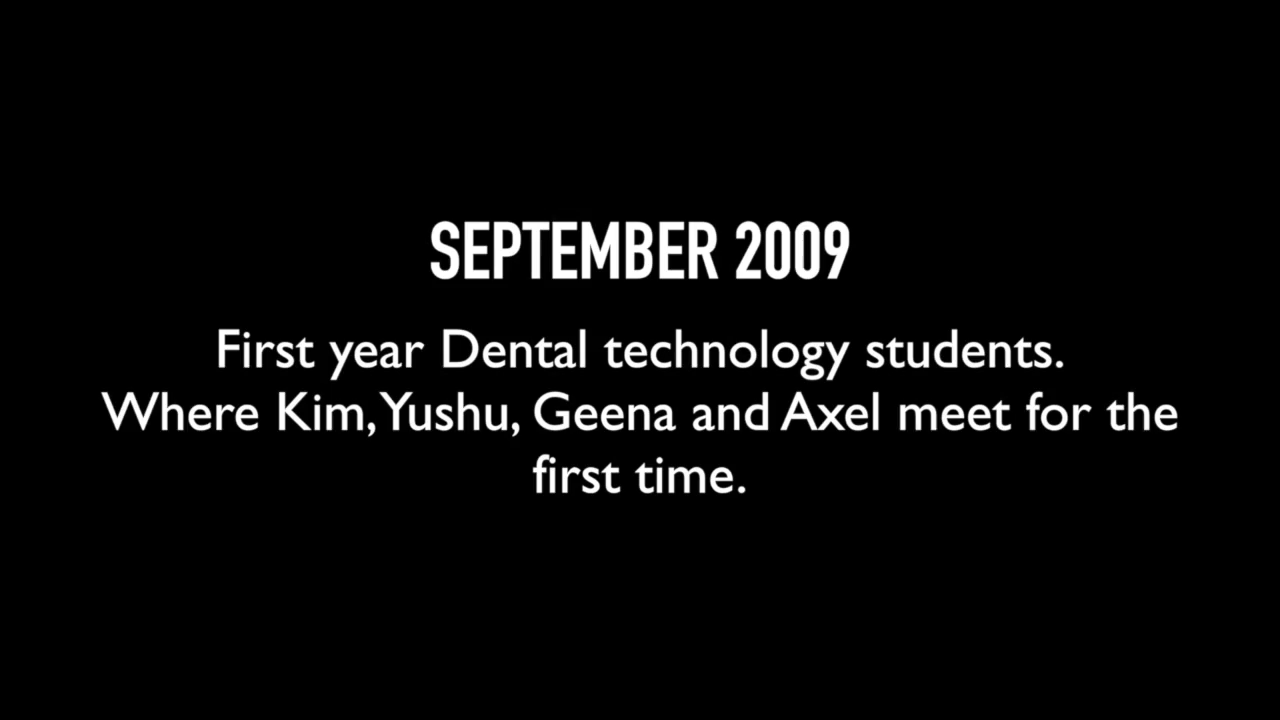 SEPTEMBER 2009
First year Dental technology students.
Where Kim, Yushu, Geena and Axel meet for the
first time.